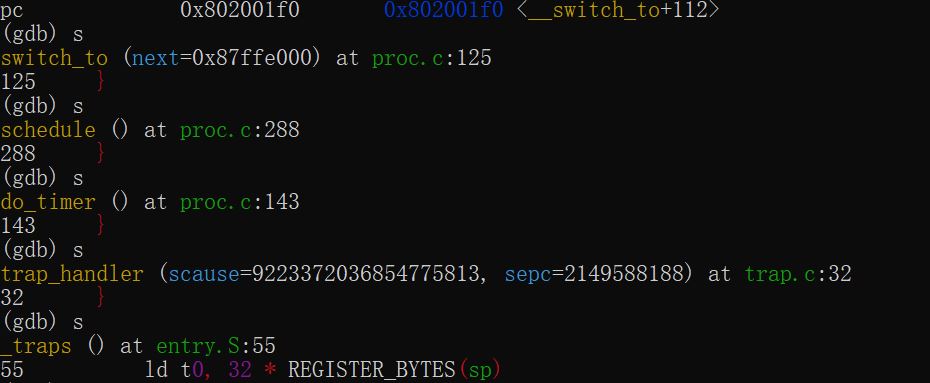 pc             0x802001f0       0x802001f0 <__switch_to+112>
(gdb) s
switch_to (next=0x87ffe000) at proc.c:125
125     }
(gdb) s
schedule () at proc.c:288
288     }
(gdb) s
do_timer () at proc.c:143
143     }
(gdb) s
trap_handler (scause=9223372036854775813, sepc=2149588188) at trap.c:32
32      }
(gdb) s
_traps () at entry.S:55
55          ld t0, 32 * REGISTER_BYTES(sp)